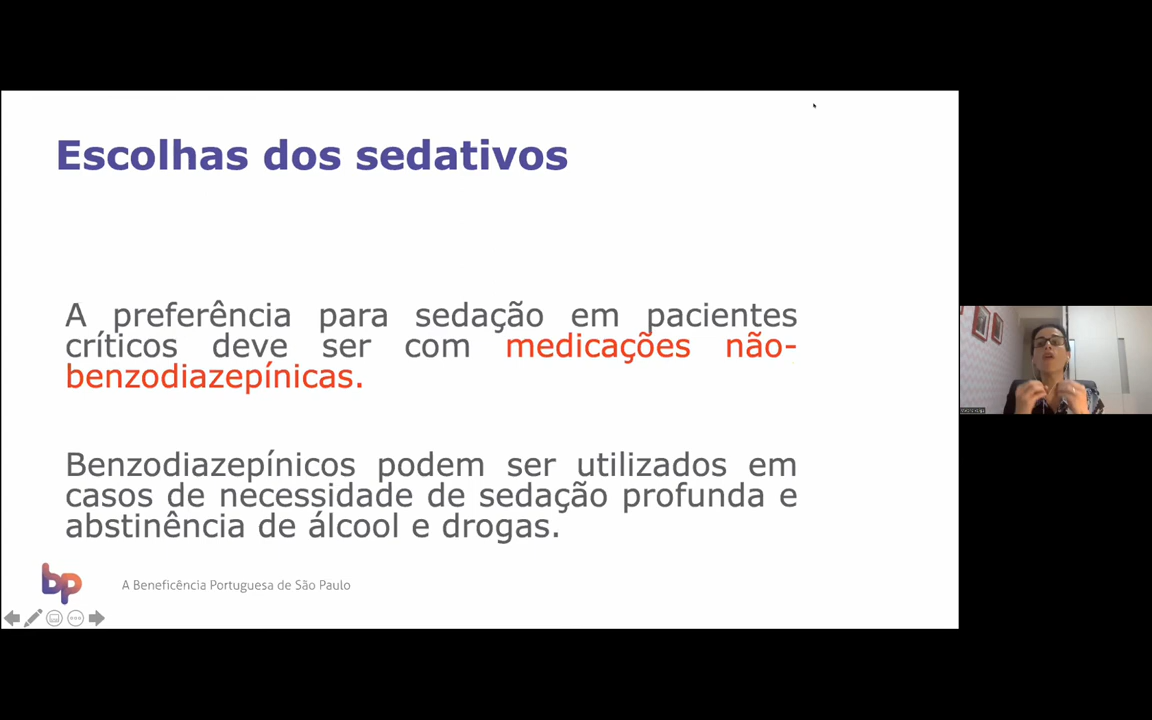 Escolhas dos sedativos
A preferência para sedação em pacientes
críticos deve ser com medicações não-
benzodiazepínicas.
Benzodiazepínicos podem ser utilizados em
casos de necessidade de sedação profunda e
abstinência de álcool e drogas.
bp
A Beneficência Portuguesa de São Paulo